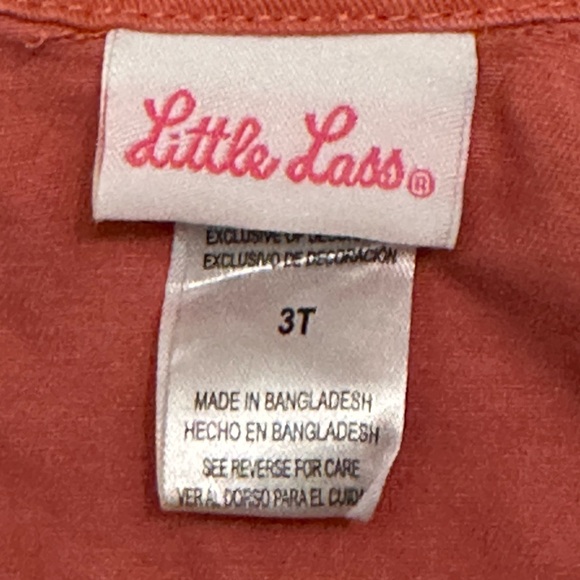 Little Lass®
EXCLUSIVE OF
EXCLUSIVO DE DECORACIÓN
3T
MADE IN BANGLADESH
HECHO EN BANGLADESH
SEE REVERSE FOR CARE
VER AL DORSO PARA EL